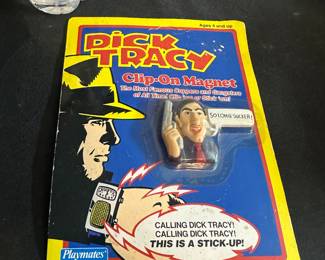 Ages 4 and up
DICK
TRACY
Clip-On Magnet
The Most Famous Coppers and Gangsters
of All Time! Clip 'em or Stick 'em!
SO LONG SUCKER!
CALLING DICK TRACY!
CALLING DICK TRACY!
THIS IS A STICK-UP!
Playmates